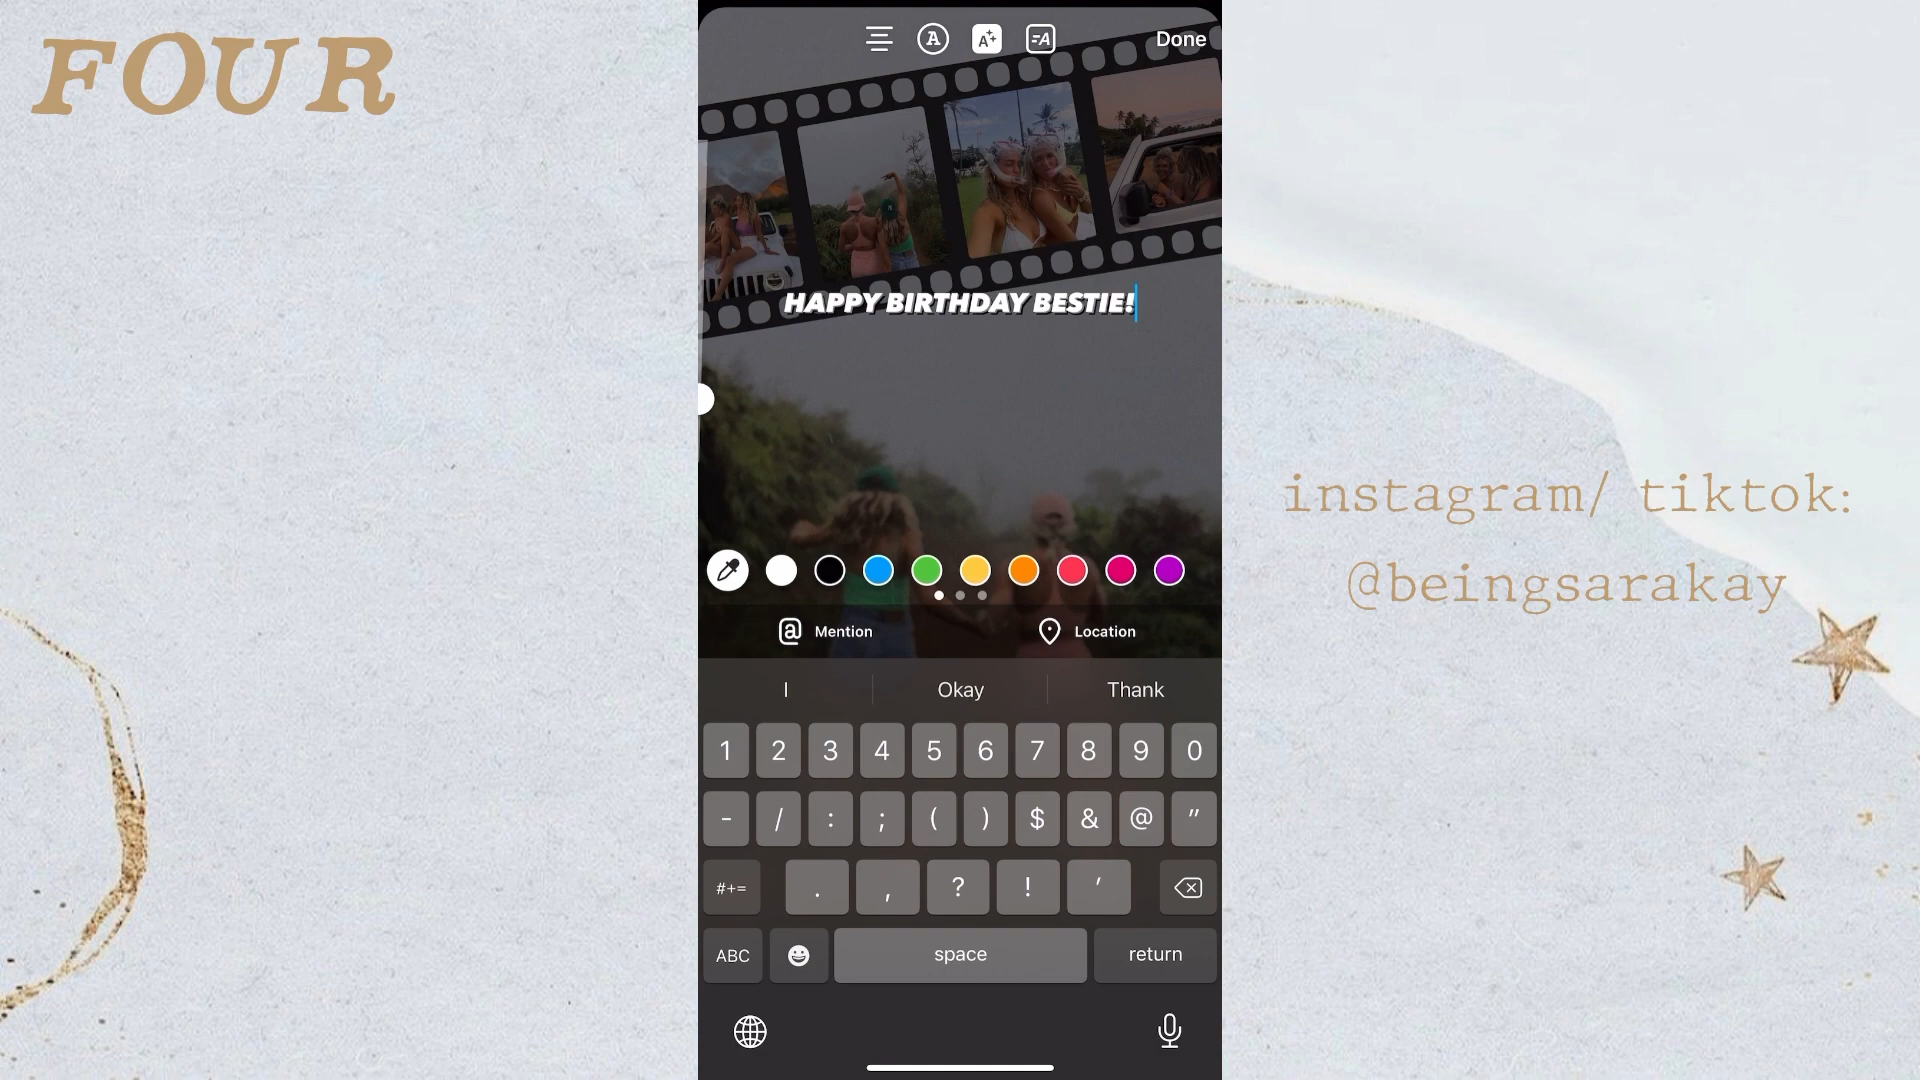 FOUR
A A+ =A Done
HAPPY BIRTHDAY BESTIE!
instagram/ tiktok:
@beingsarakay
@ Mention Location
I Okay Thank
1 2 3 4 5 6 7 8 9 0
- / : ; ( ) $ & @ "
#+= . , ? ! '
ABC space return